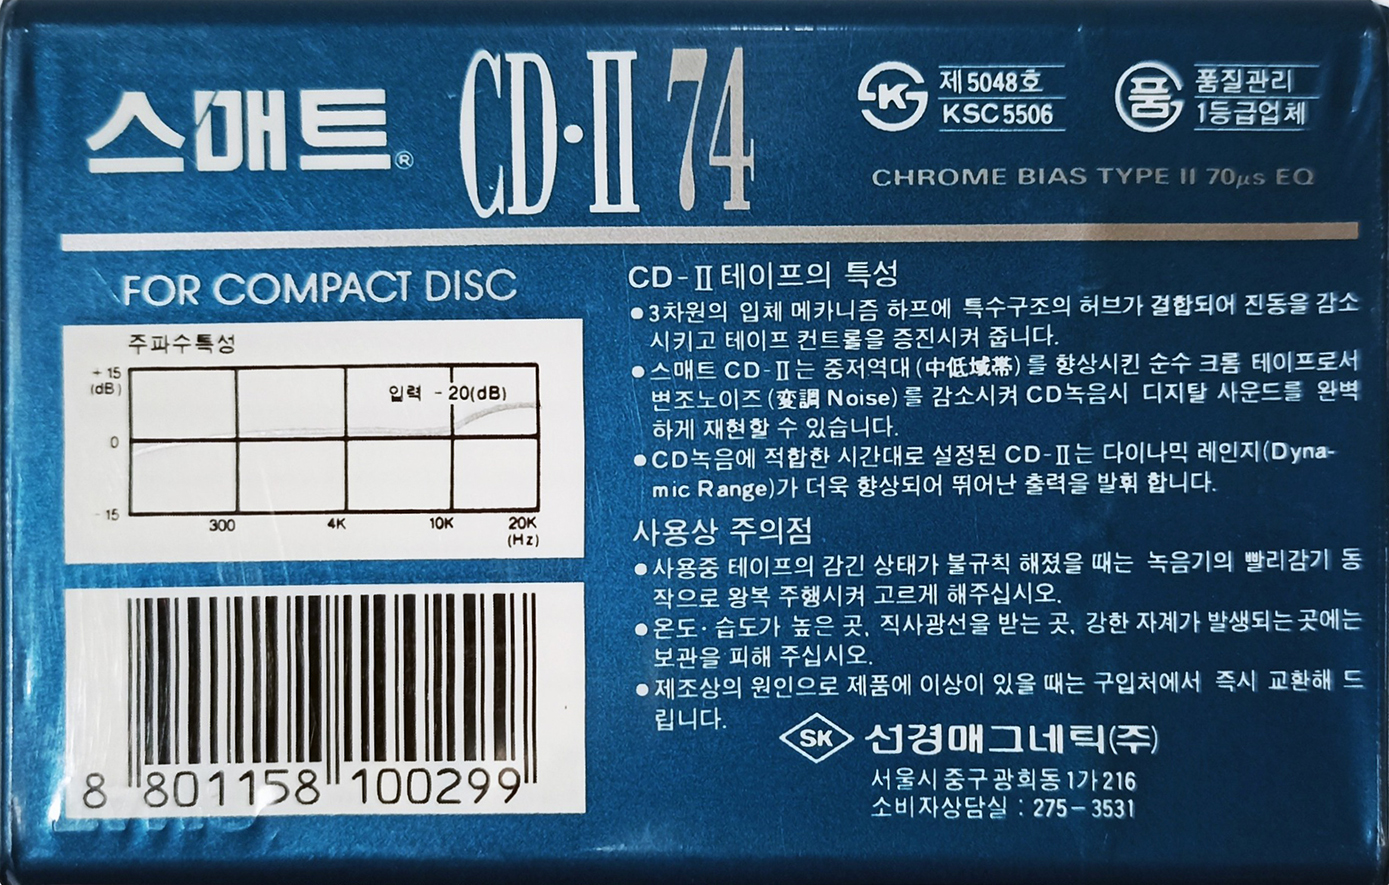 스매트® CD·II 74
K 제5048호
KSC5506
품 품질관리
1등급업체
CHROME BIAS TYPE II 70μs EQ
FOR COMPACT DISC
주파수특성
+15
(dB)
입력 -20(dB)
0
-15
300 4K 10K 20K
(Hz)
8 801158 100299
CD-II 테이프의 특성
●3차원의 입체 메카니즘 하프에 특수구조의 허브가 결합되어 진동을 감소
시키고 테이프 컨트롤을 증진시켜 줍니다.
●스매트 CD-II는 중저역대(中低域帯)를 향상시킨 순수 크롬 테이프로서
변조노이즈(変調 Noise)를 감소시켜 CD녹음시 디지탈 사운드를 완벽
하게 재현할 수 있습니다.
●CD녹음에 적합한 시간대로 설정된 CD-II는 다이나믹 레인지(Dyna-
mic Range)가 더욱 향상되어 뛰어난 출력을 발휘 합니다.
사용상 주의점
●사용중 테이프의 감긴 상태가 불규칙 해졌을 때는 녹음기의 빨리감기 동
작으로 왕복 주행시켜 고르게 해주십시오.
●온도·습도가 높은 곳, 직사광선을 받는 곳, 강한 자계가 발생되는 곳에는
보관을 피해 주십시오.
●제조상의 원인으로 제품에 이상이 있을 때는 구입처에서 즉시 교환해 드
립니다.
SK 선경매그네틱(주)
서울시 중구 광희동 1가 216
소비자상담실 : 275-3531